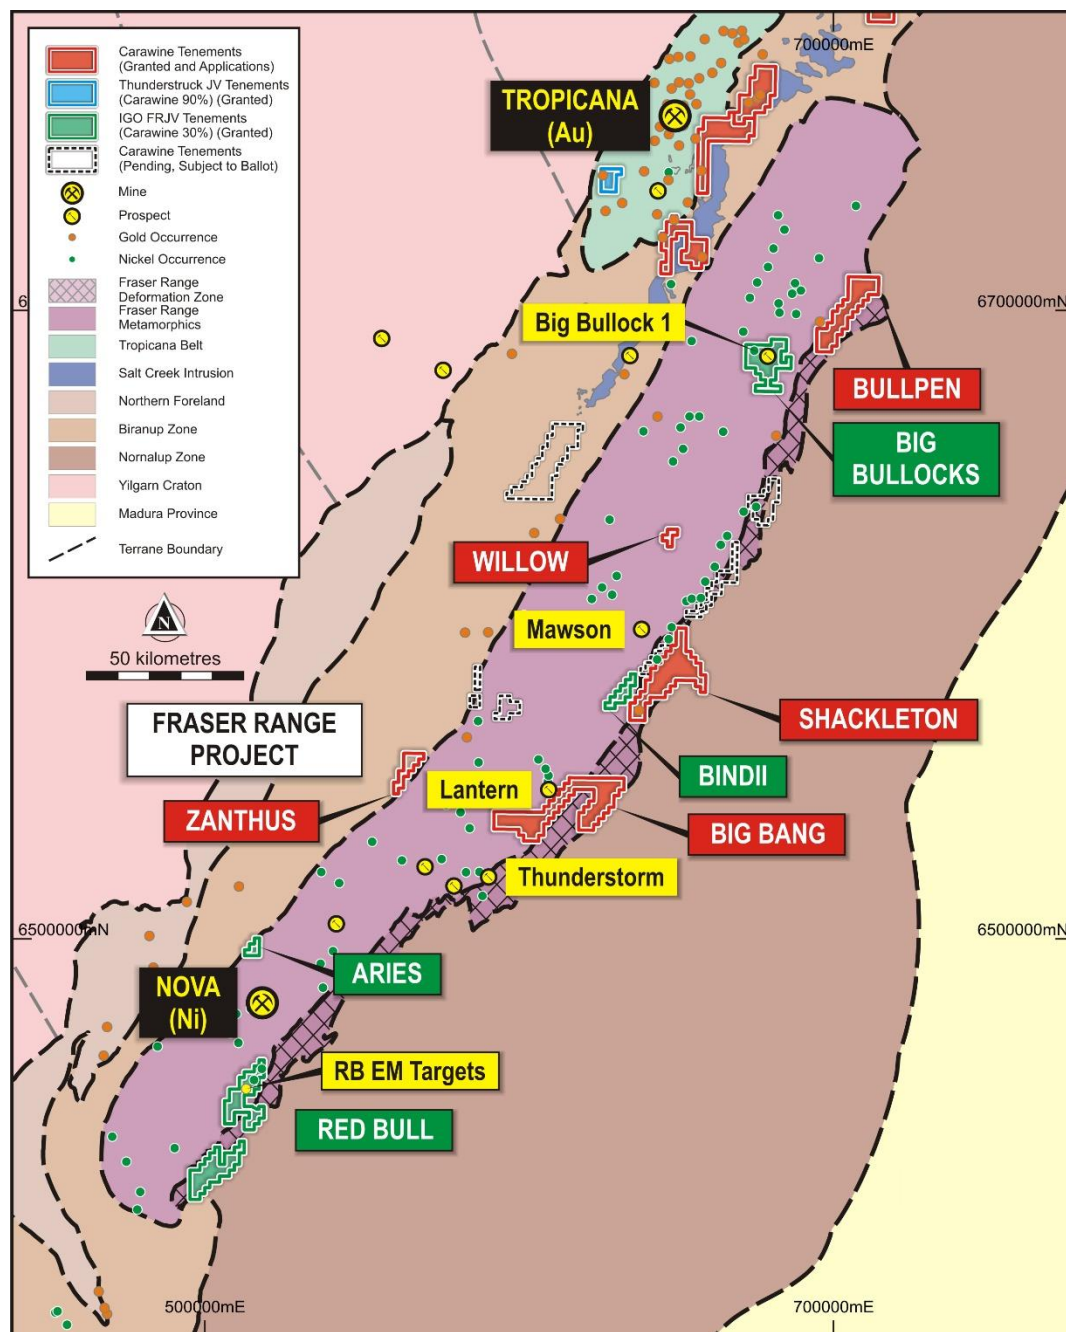 Carawine Tenements
(Granted and Applications)
Thunderstruck JV Tenements
(Carawine 90%) (Granted)
IGO FRJV Tenements
(Carawine 30%) (Granted)
Carawine Tenements
(Pending, Subject to Ballot)
Mine
Prospect
Gold Occurrence
Nickel Occurrence
Fraser Range
Deformation Zone
Fraser Range
Metamorphics
Tropicana Belt
Salt Creek Intrusion
Northern Foreland
Biranup Zone
Nornalup Zone
Yilgarn Craton
Madura Province
Terrane Boundary
N
50 kilometres
FRASER RANGE
PROJECT
700000mE
TROPICANA
(Au)
6
6700000mN
Big Bullock 1
BULLPEN
BIG
BULLOCKS
WILLOW
Mawson
SHACKLETON
BINDII
ZANTHUS
Lantern
BIG BANG
Thunderstorm
6500000mN
6500000mN
ARIES
NOVA
(Ni)
RB EM Targets
RED BULL
500000mE
700000mE